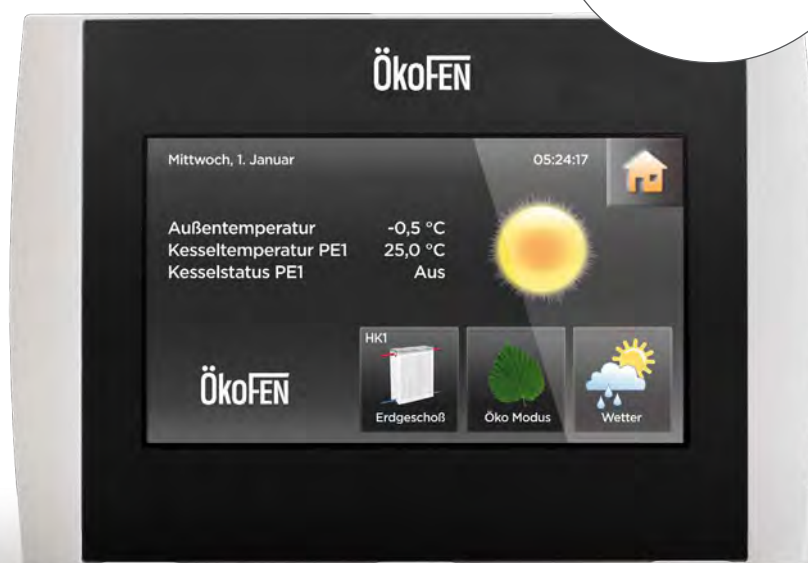 ÖkoFEN
Mittwoch, 1. Januar 05:24:17
Außentemperatur -0,5 °C
Kesseltemperatur PE1 25,0 °C
Kesselstatus PE1 Aus
HK1
ÖkoFEN
Erdgeschoß Öko Modus Wetter